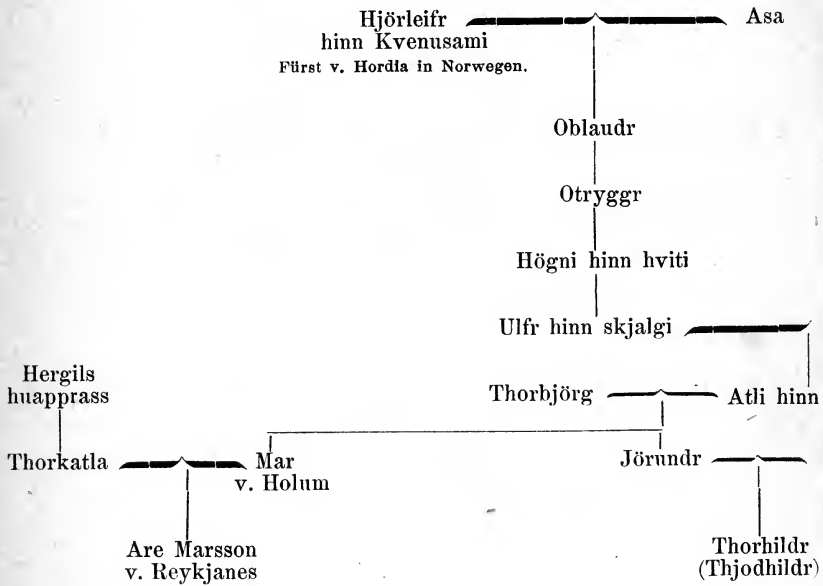 Hjörleifr
hinn Kvenusami
Fürst v. Hordia in Norwegen.
Asa
Oblaudr
Otryggr
Högni hinn hviti
Ulfr hinn skjalgi
Hergils
huapprass
Thorbjörg
Atli hinn
Thorkatla
Mar
v. Holum
Jörundr
Are Marsson
v. Reykjanes
Thorhildr
(Thjodhildr)